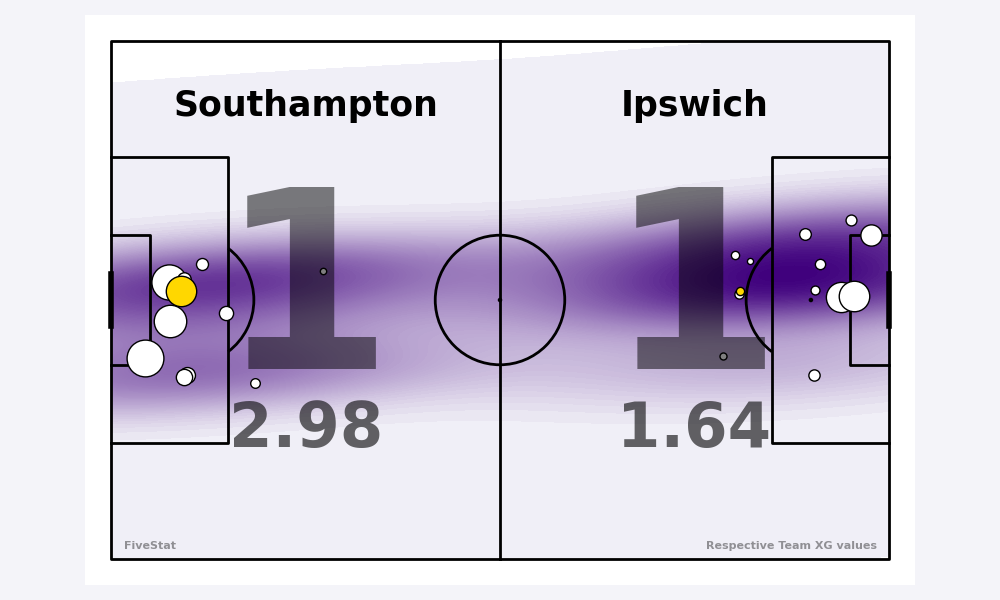 Southampton
Ipswich
1
1
2.98
1.64
FiveStat
Respective Team XG values